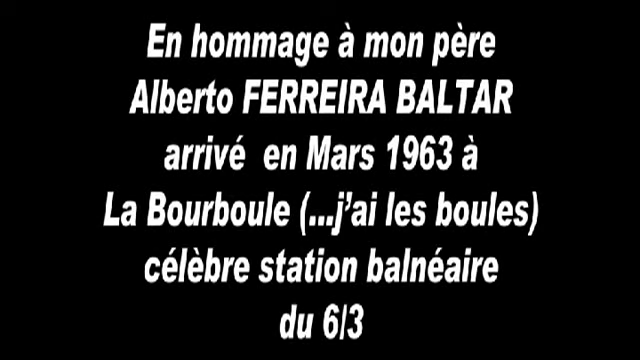 En hommage à mon père
Alberto FERREIRA BALTAR
arrivé  en Mars 1963 à
La Bourboule (...j'ai les boules)
célèbre station balnéaire
du 6/3